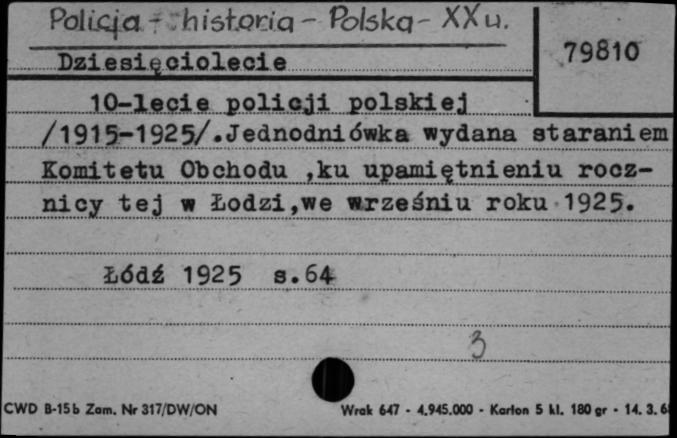 Policja - historia - Polska - XX w.
79810
Dziesięciolecie
10-lecie policji polskiej
/1915-1925/.Jednodniówka wydana staraniem
Komitetu Obchodu ,ku upamiętnieniu rocz-
nicy tej w Łodzi,we wrześniu roku 1925.
Łódź 1925 s.64
3
CWD B-15b Zam. Nr 317/DW/ON
Wrak 647 - 4.945.000 - Karton 5 kl. 180 gr - 14. 3. 6